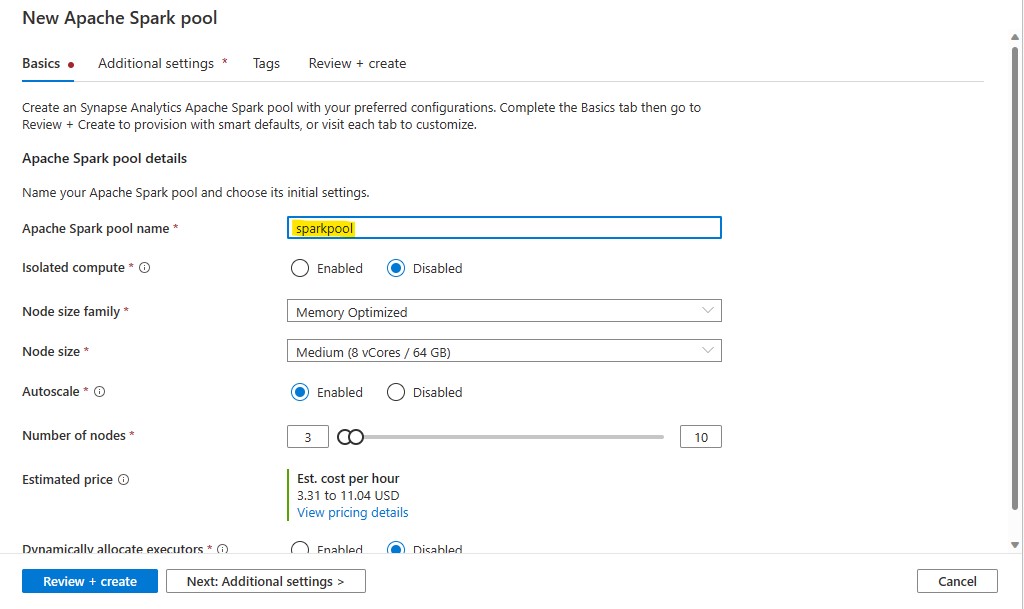 New Apache Spark pool
Basics Additional settings * Tags Review + create
Create an Synapse Analytics Apache Spark pool with your preferred configurations. Complete the Basics tab then go to
Review + Create to provision with smart defaults, or visit each tab to customize.
Apache Spark pool details
Name your Apache Spark pool and choose its initial settings.
Apache Spark pool name * sparkpool
Isolated compute * Enabled Disabled
Node size family * Memory Optimized
Node size * Medium (8 vCores / 64 GB)
Autoscale * Enabled Disabled
Number of nodes * 3 10
Estimated price Est. cost per hour
3.31 to 11.04 USD
View pricing details
Dynamically allocate executors * Enabled Disabled
Review + create Next: Additional settings > Cancel